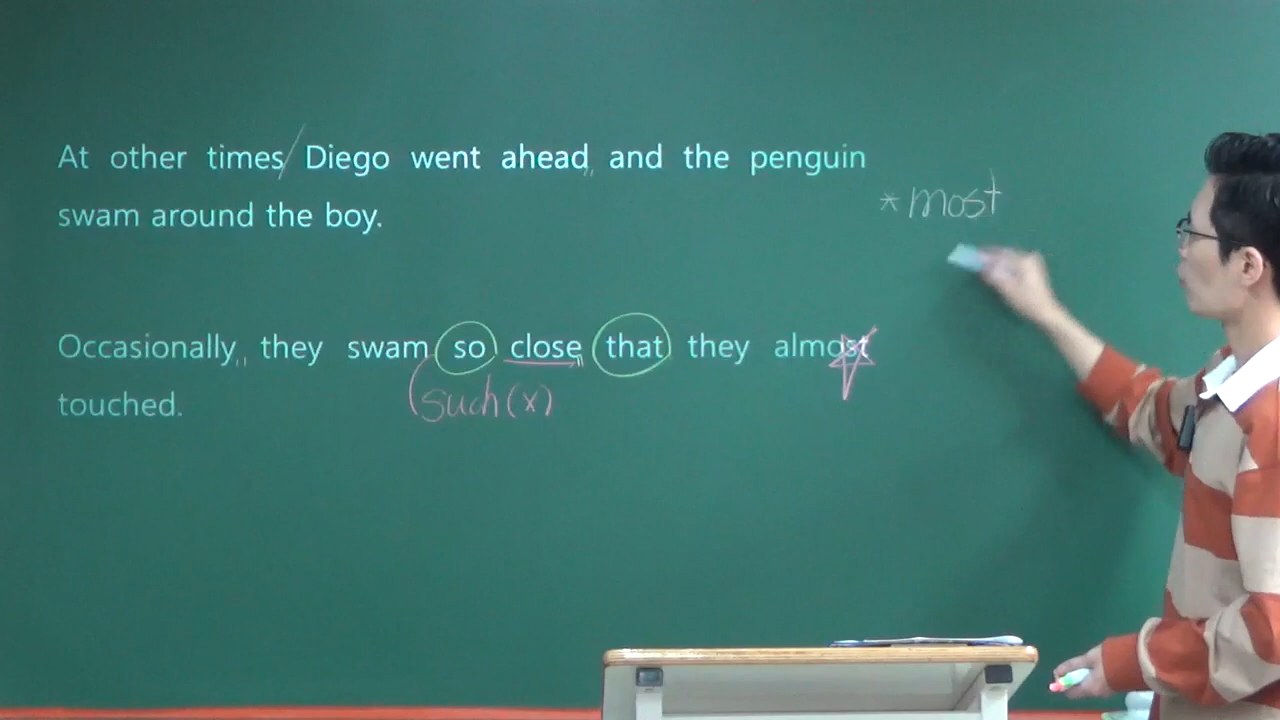 At other times/ Diego went ahead,, and the penguin
swam around the boy.
*most
Occasionally,, they swam so close,, that they almost
touched.
such(x)